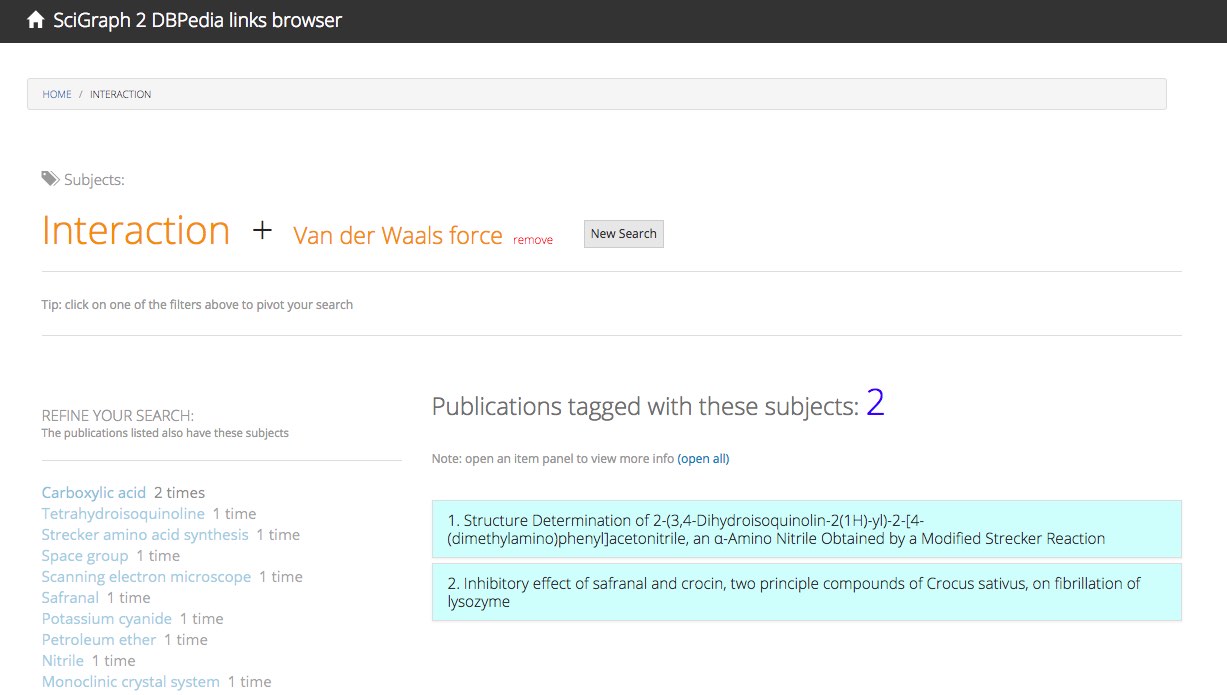 SciGraph 2 DBPedia links browser
HOME / INTERACTION
Subjects:
Interaction + Van der Waals force remove New Search
Tip: click on one of the filters above to pivot your search
REFINE YOUR SEARCH:
The publications listed also have these subjects
Carboxylic acid 2 times
Tetrahydroisoquinoline 1 time
Strecker amino acid synthesis 1 time
Space group 1 time
Scanning electron microscope 1 time
Safranal 1 time
Potassium cyanide 1 time
Petroleum ether 1 time
Nitrile 1 time
Monoclinic crystal system 1 time
Publications tagged with these subjects: 2
Note: open an item panel to view more info (open all)
1. Structure Determination of 2-(3,4-Dihydroisoquinolin-2(1H)-yl)-2-[4-
(dimethylamino)phenyl]acetonitrile, an α-Amino Nitrile Obtained by a Modified Strecker Reaction
2. Inhibitory effect of safranal and crocin, two principle compounds of Crocus sativus, on fibrillation of
lysozyme